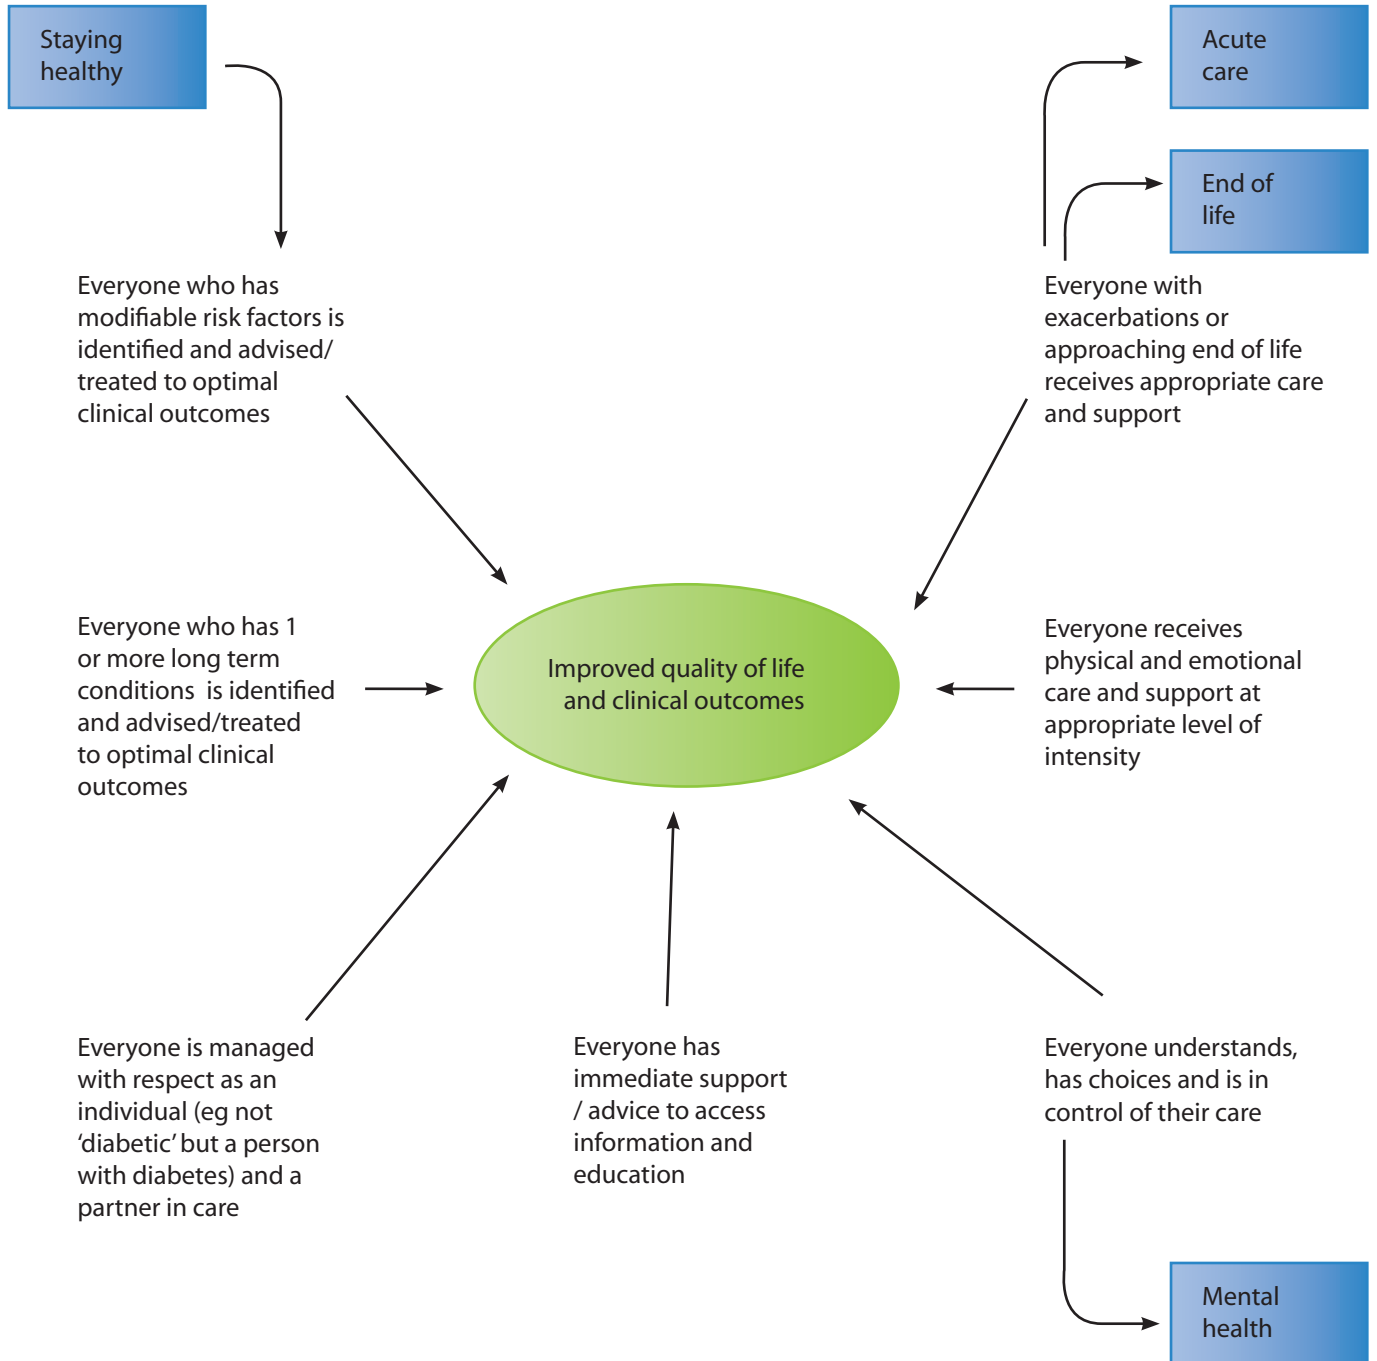 Staying
healthy
Acute
care
End of
life
Everyone who has
modifiable risk factors is
identified and advised/
treated to optimal
clinical outcomes
Everyone with
exacerbations or
approaching end of life
receives appropriate care
and support
Everyone who has 1
or more long term
conditions  is identified
and advised/treated
to optimal clinical
outcomes
Improved quality of life
and clinical outcomes
Everyone receives
physical and emotional
care and support at
appropriate level of
intensity
Everyone is managed
with respect as an
individual (eg not
‘diabetic’ but a person
with diabetes) and a
partner in care
Everyone has
immediate support
/ advice to access
information and
education
Everyone understands,
has choices and is in
control of their care
Mental
health